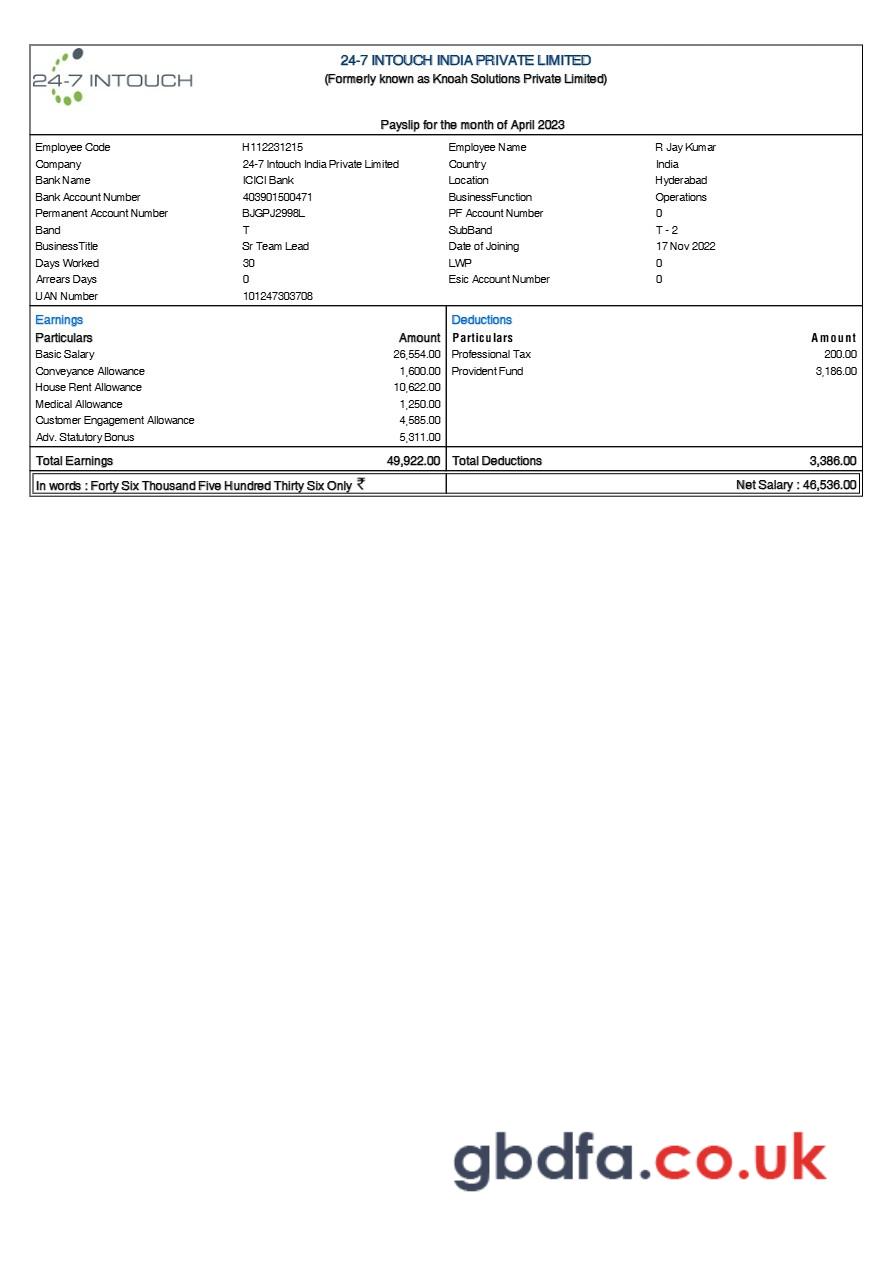 24-7 INTOUCH
24-7 INTOUCH INDIA PRIVATE LIMITED
(Formerly known as Knoah Solutions Private Limited)
Payslip for the month of April 2023
Employee Code H112231215 Employee Name R Jay Kumar
Company 24-7 Intouch India Private Limited Country India
Bank Name ICICI Bank Location Hyderabad
Bank Account Number 403901500471 BusinessFunction Operations
Permanent Account Number BJGPJ2998L PF Account Number 0
Band T SubBand T - 2
BusinessTitle Sr Team Lead Date of Joining 17 Nov 2022
Days Worked 30 LWP 0
Arrears Days 0 Esic Account Number 0
UAN Number 101247303708
Earnings Deductions
Particulars Amount Particulars Amount
Basic Salary 26,554.00 Professional Tax 200.00
Conveyance Allowance 1,600.00 Provident Fund 3,186.00
House Rent Allowance 10,622.00
Medical Allowance 1,250.00
Customer Engagement Allowance 4,585.00
Adv. Statutory Bonus 5,311.00
Total Earnings 49,922.00 Total Deductions 3,386.00
In words : Forty Six Thousand Five Hundred Thirty Six Only ₹ Net Salary : 46,536.00
gbdfa.co.uk